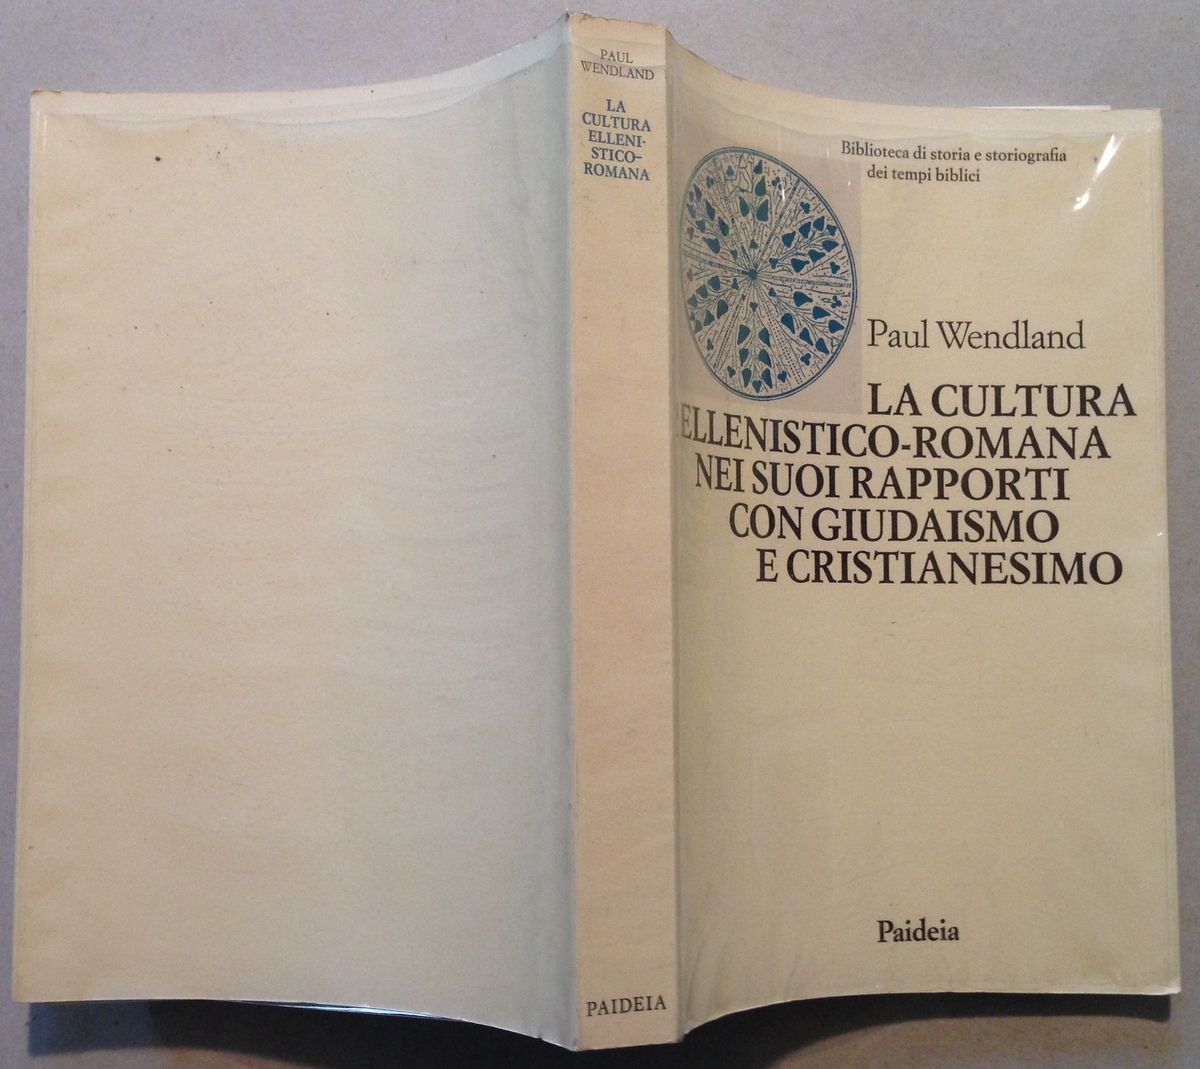 PAUL
WENDLAND
LA
CULTURA
ELLENI-
STICO-
ROMANA
PAIDEIA
Biblioteca di storia e storiografia
dei tempi biblici
Paul Wendland
LA CULTURA
ELLENISTICO-ROMANA
NEI SUOI RAPPORTI
CON GIUDAISMO
E CRISTIANESIMO
Paideia